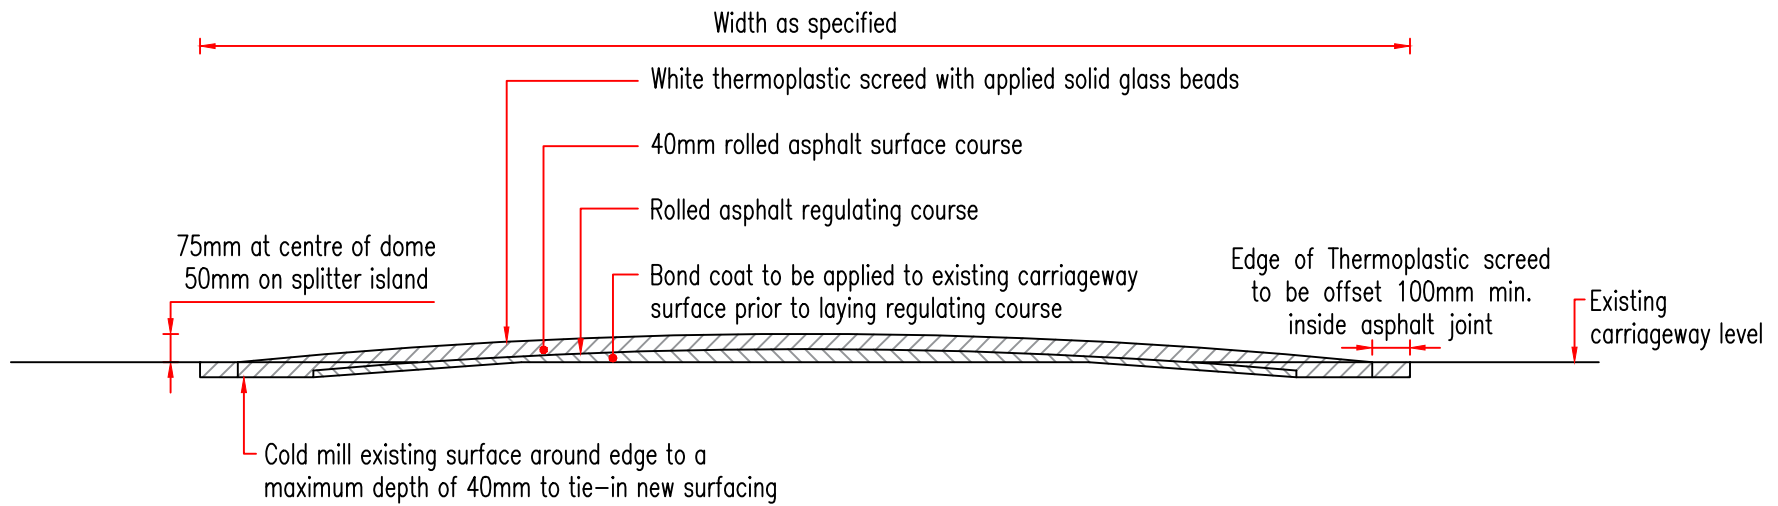 Width as specified
White thermoplastic screed with applied solid glass beads
40mm rolled asphalt surface course
Rolled asphalt regulating course
75mm at centre of dome
50mm on splitter island
Bond coat to be applied to existing carriageway
surface prior to laying regulating course
Edge of Thermoplastic screed
to be offset 100mm min.
inside asphalt joint
Existing
carriageway level
Cold mill existing surface around edge to a
maximum depth of 40mm to tie-in new surfacing